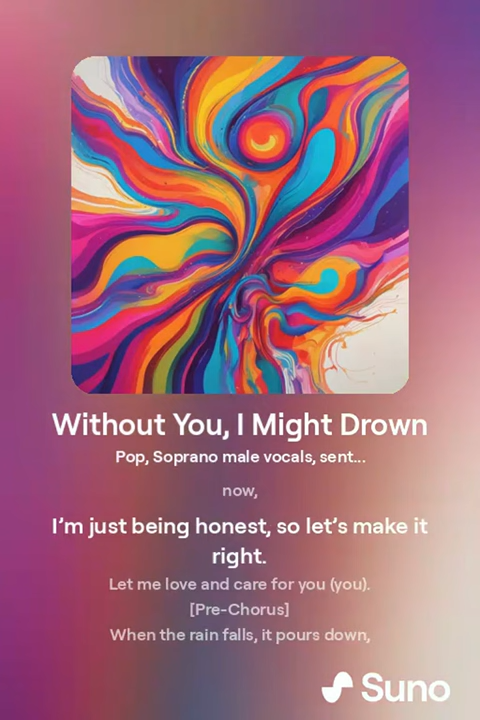 Without You, I Might Drown
Pop, Soprano male vocals, sent...
now,
I'm just being honest, so let's make it
right.
Let me love and care for you (you).
[Pre-Chorus]
When the rain falls, it pours down,
Suno